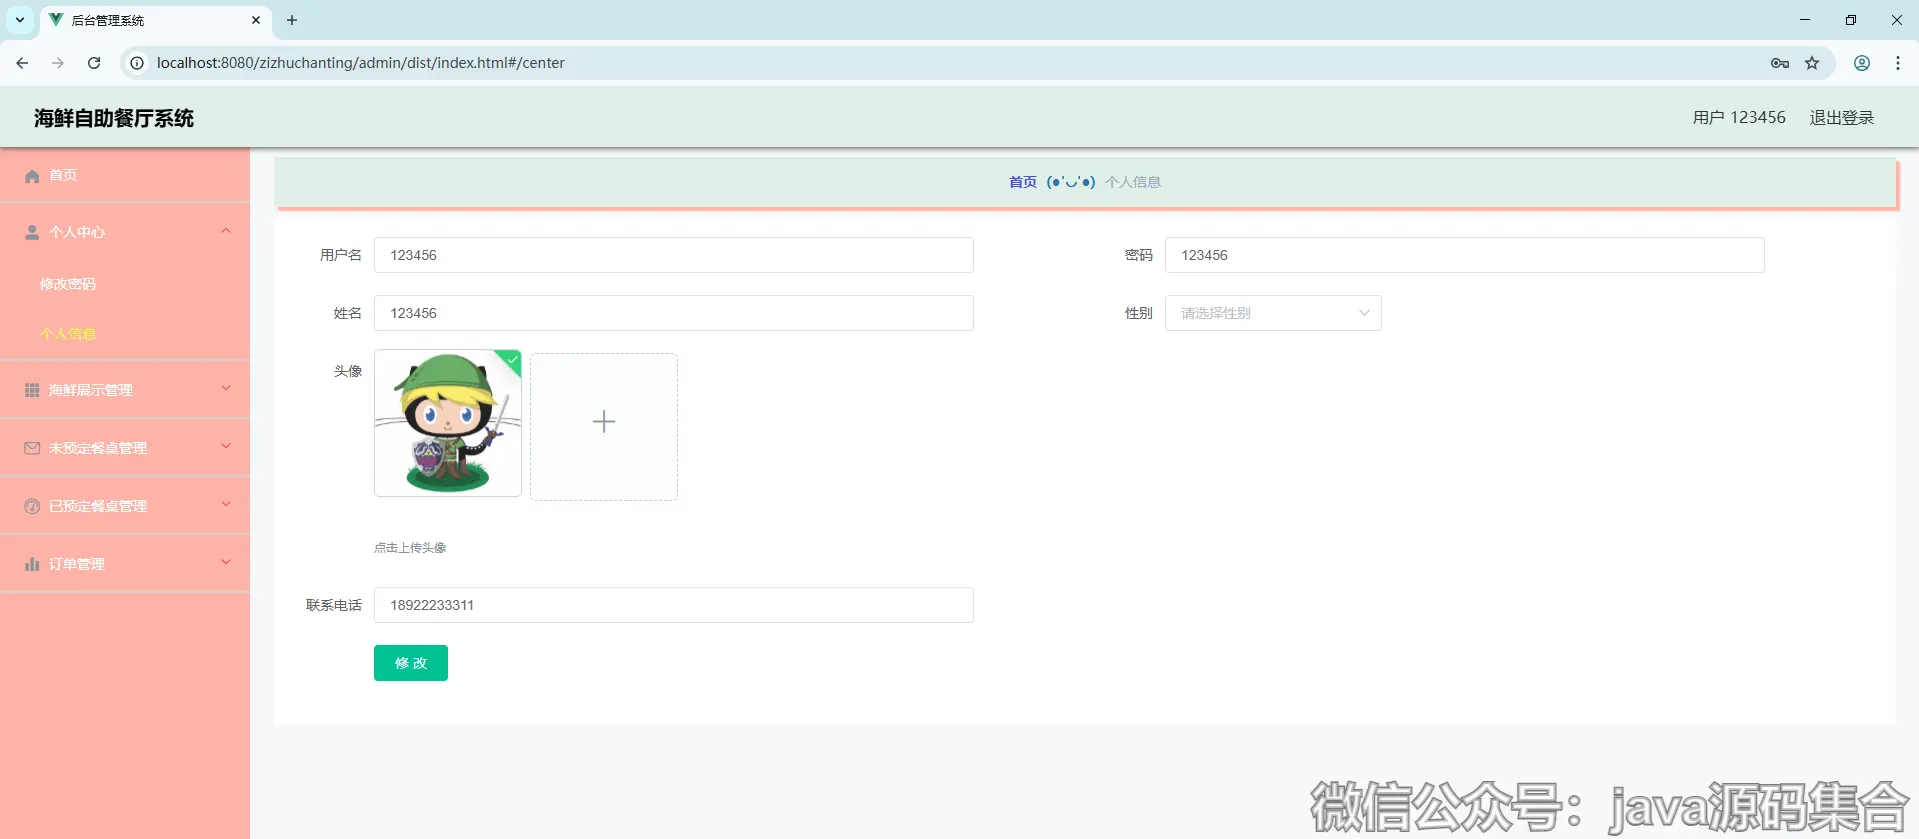 后台管理系统
localhost:8080/zizhuchanting/admin/dist/index.html#/center
海鲜自助餐厅系统
用户 123456 退出登录
首页
个人中心
修改密码
个人信息
海鲜展示管理
未预定餐桌管理
已预定餐桌管理
订单管理
首页 (●'◡'●) 个人信息
用户名 123456
密码 123456
姓名 123456
性别 请选择性别
头像
点击上传头像
联系电话 18922233311
修 改
微信公众号：java源码集合